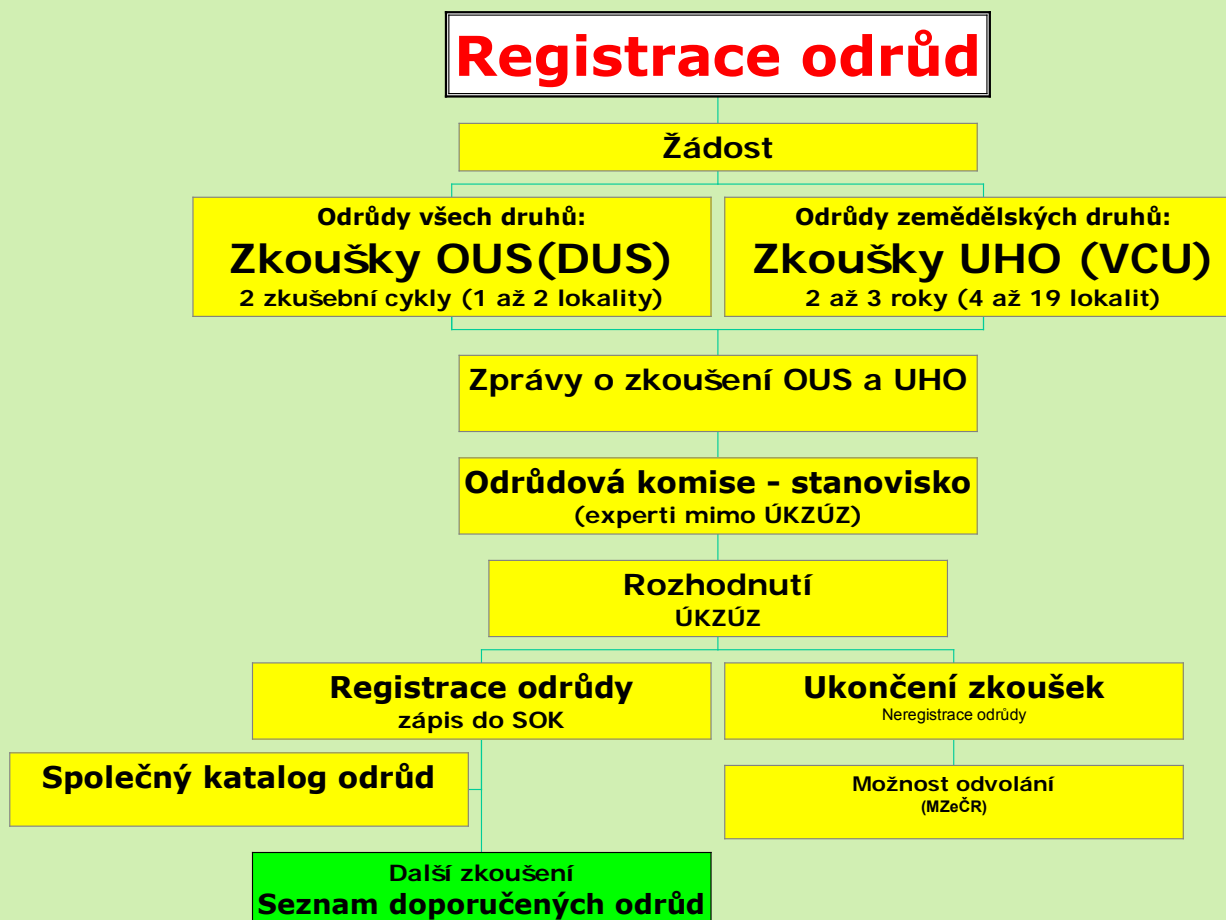 Registrace odrůd
Žádost
Odrůdy všech druhů:
Zkoušky OUS(DUS)
2 zkušební cykly (1 až 2 lokality)
Odrůdy zemědělských druhů:
Zkoušky UHO (VCU)
2 až 3 roky (4 až 19 lokalit)
Zprávy o zkoušení OUS a UHO
Odrůdová komise - stanovisko
(experti mimo ÚKZÚZ)
Rozhodnutí
ÚKZÚZ
Registrace odrůdy
zápis do SOK
Ukončení zkoušek
Neregistrace odrůdy
Společný katalog odrůd
Možnost odvolání
(MZeČR)
Další zkoušení
Seznam doporučených odrůd